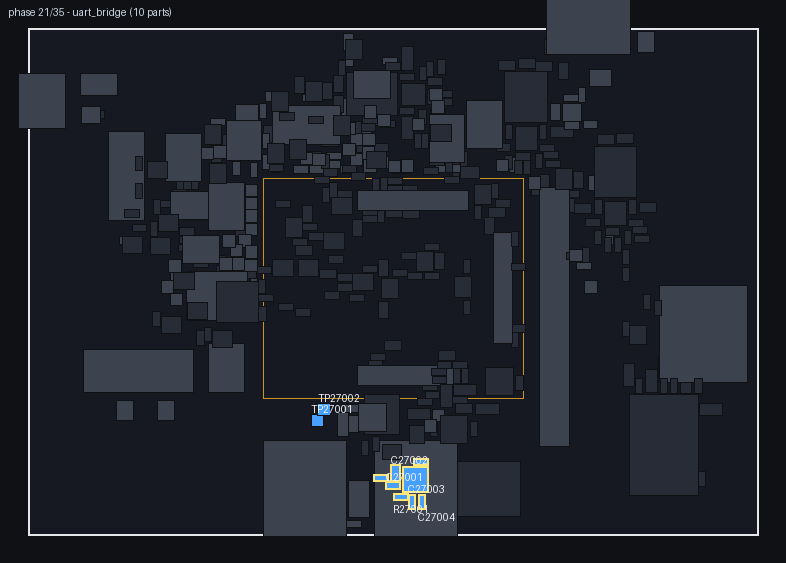 phase 21/35 - uart_bridge (10 parts)
TP27002
TP27001
C27002
C27003
R27001
C27004